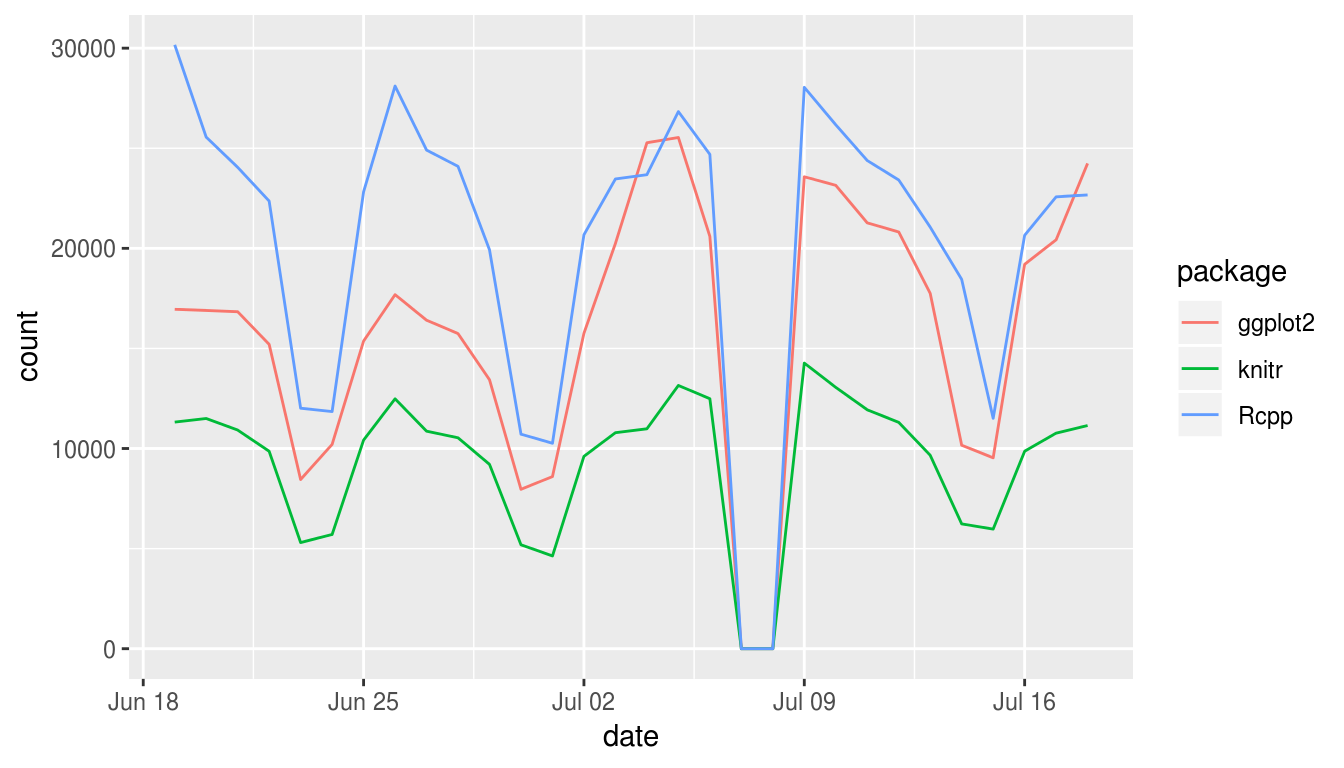 30000
20000
10000
0
count
Jun 18
Jun 25
Jul 02
Jul 09
Jul 16
date
package
ggplot2
knitr
Rcpp